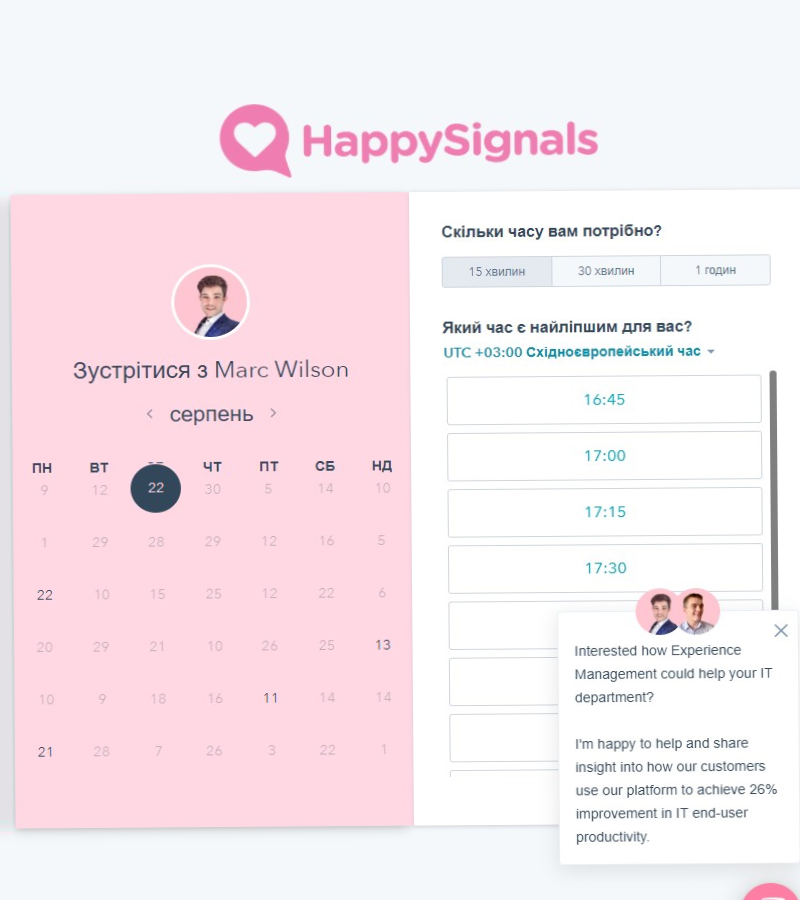 HappySignals
Зустрітися з Marc Wilson
серпень
ПН ВТ ЧТ ПТ СБ НД
9 12 22 30 5 14 10
1 29 28 29 12 16 5
22 10 15 25 12 22 6
20 29 21 10 26 25 13
10 9 18 16 11 14 14
21 28 7 26 3 22 1
Скільки часу вам потрібно?
15 хвилин 30 хвилин 1 годин
Який час є найліпшим для вас?
UTC +03:00 Східноєвропейський час
16:45
17:00
17:15
17:30
Interested how Experience
Management could help your IT
department?
I'm happy to help and share
insight into how our customers
use our platform to achieve 26%
improvement in IT end-user
productivity.